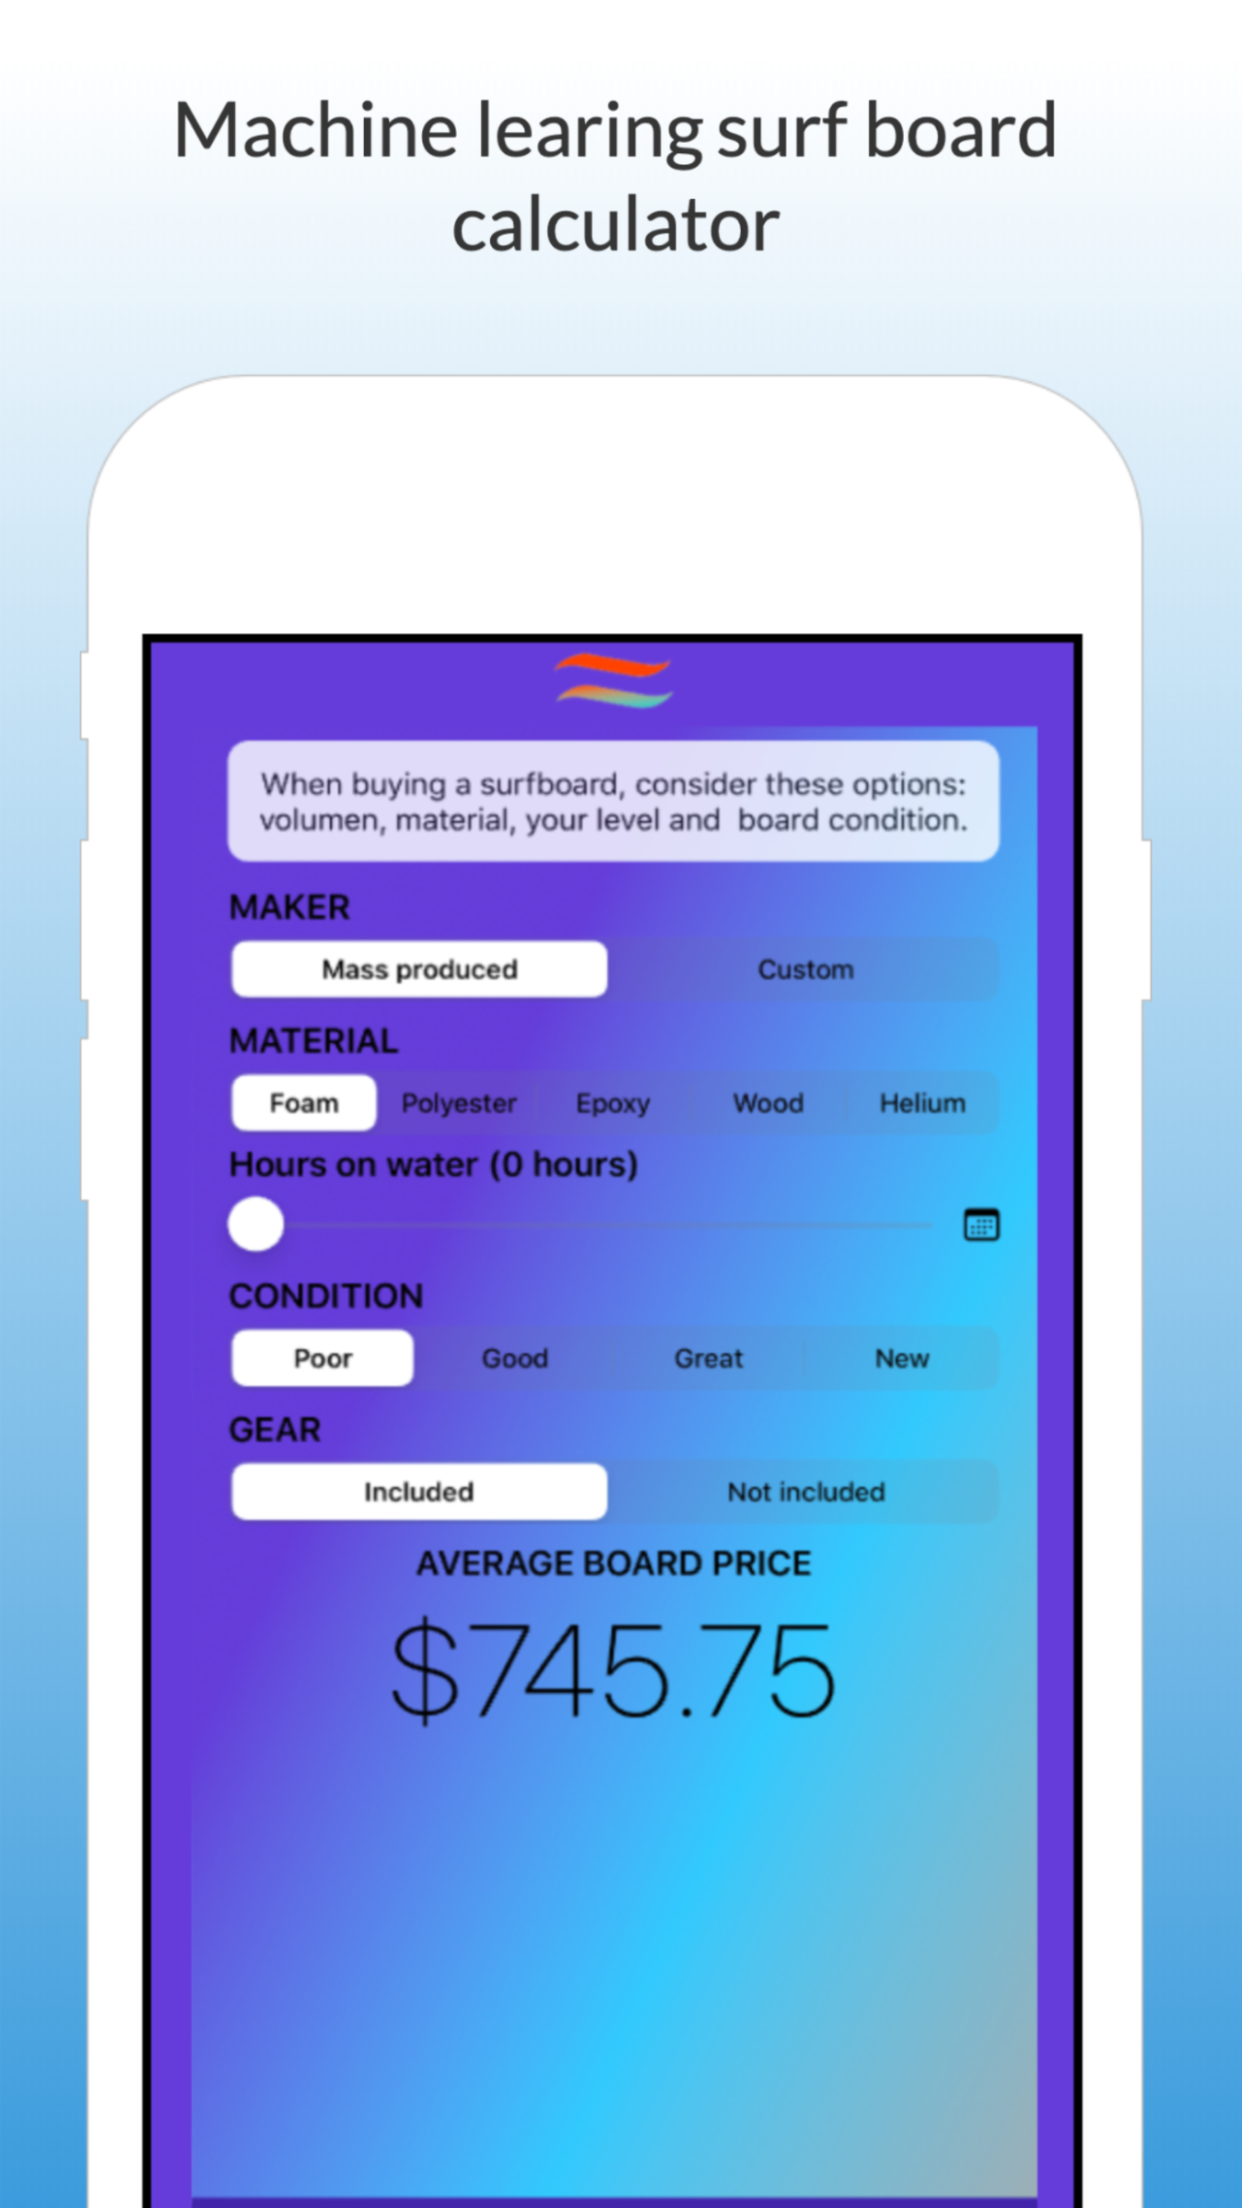 Machine learing surf board
calculator
When buying a surfboard, consider these options:
volumen, material, your level and  board condition.
MAKER
Mass produced Custom
MATERIAL
Foam Polyester Epoxy Wood Helium
Hours on water (0 hours)
CONDITION
Poor Good Great New
GEAR
Included Not included
AVERAGE BOARD PRICE
$745.75